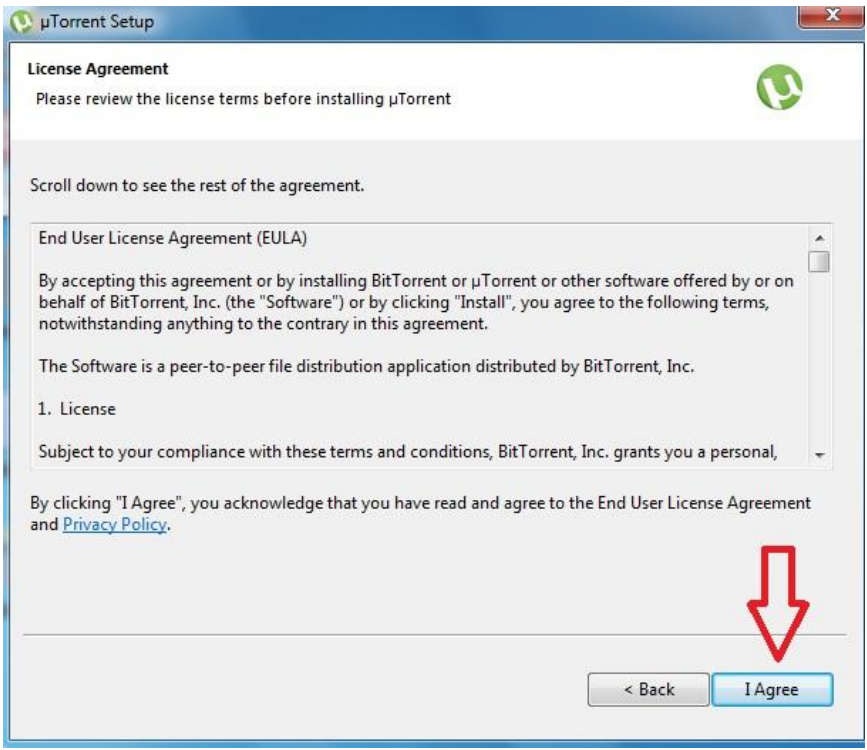 µTorrent Setup
License Agreement
Please review the license terms before installing µTorrent
Scroll down to see the rest of the agreement.
End User License Agreement (EULA)
By accepting this agreement or by installing BitTorrent or µTorrent or other software offered by or on
behalf of BitTorrent, Inc. (the "Software") or by clicking "Install", you agree to the following terms,
notwithstanding anything to the contrary in this agreement.
The Software is a peer-to-peer file distribution application distributed by BitTorrent, Inc.
1. License
Subject to your compliance with these terms and conditions, BitTorrent, Inc. grants you a personal,
By clicking "I Agree", you acknowledge that you have read and agree to the End User License Agreement
and Privacy Policy.
< Back I Agree